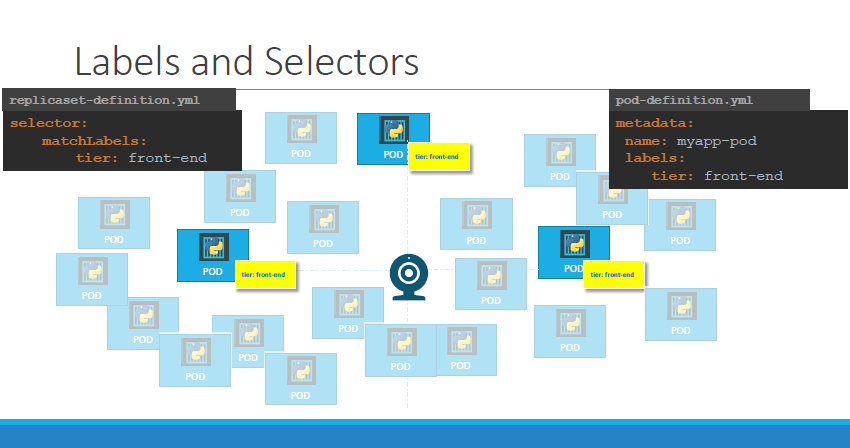 Labels and Selectors
replicaset-definition.yml
selector:
matchLabels:
tier: front-end
pod-definition.yml
metadata:
name: myapp-pod
labels:
tier: front-end
POD
POD
tier: front-end
POD
POD
POD
POD
POD
POD
POD
POD
tier: front-end
POD
tier: front-end
POD
POD
POD
POD
POD
POD
POD
POD
POD
POD
POD
POD